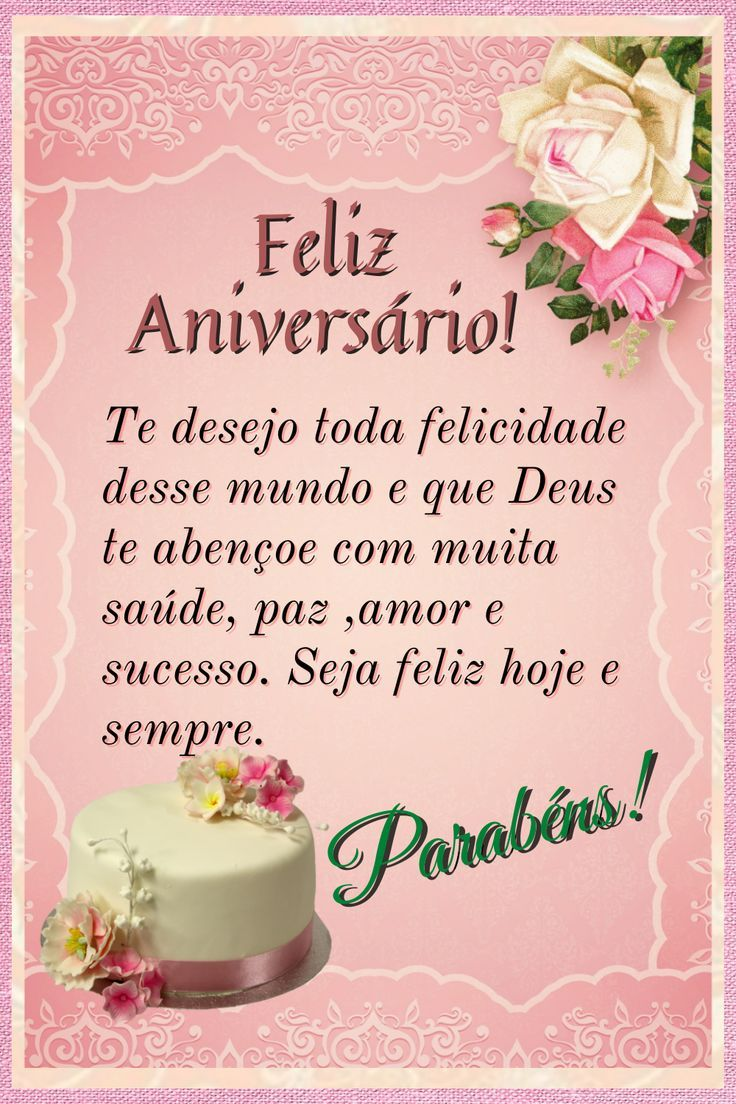 Feliz
Aniversário!
Te desejo toda felicidade
desse mundo e que Deus
te abençoe com muita
saúde, paz ,amor e
sucesso. Seja feliz hoje e
sempre.
Parabéns!